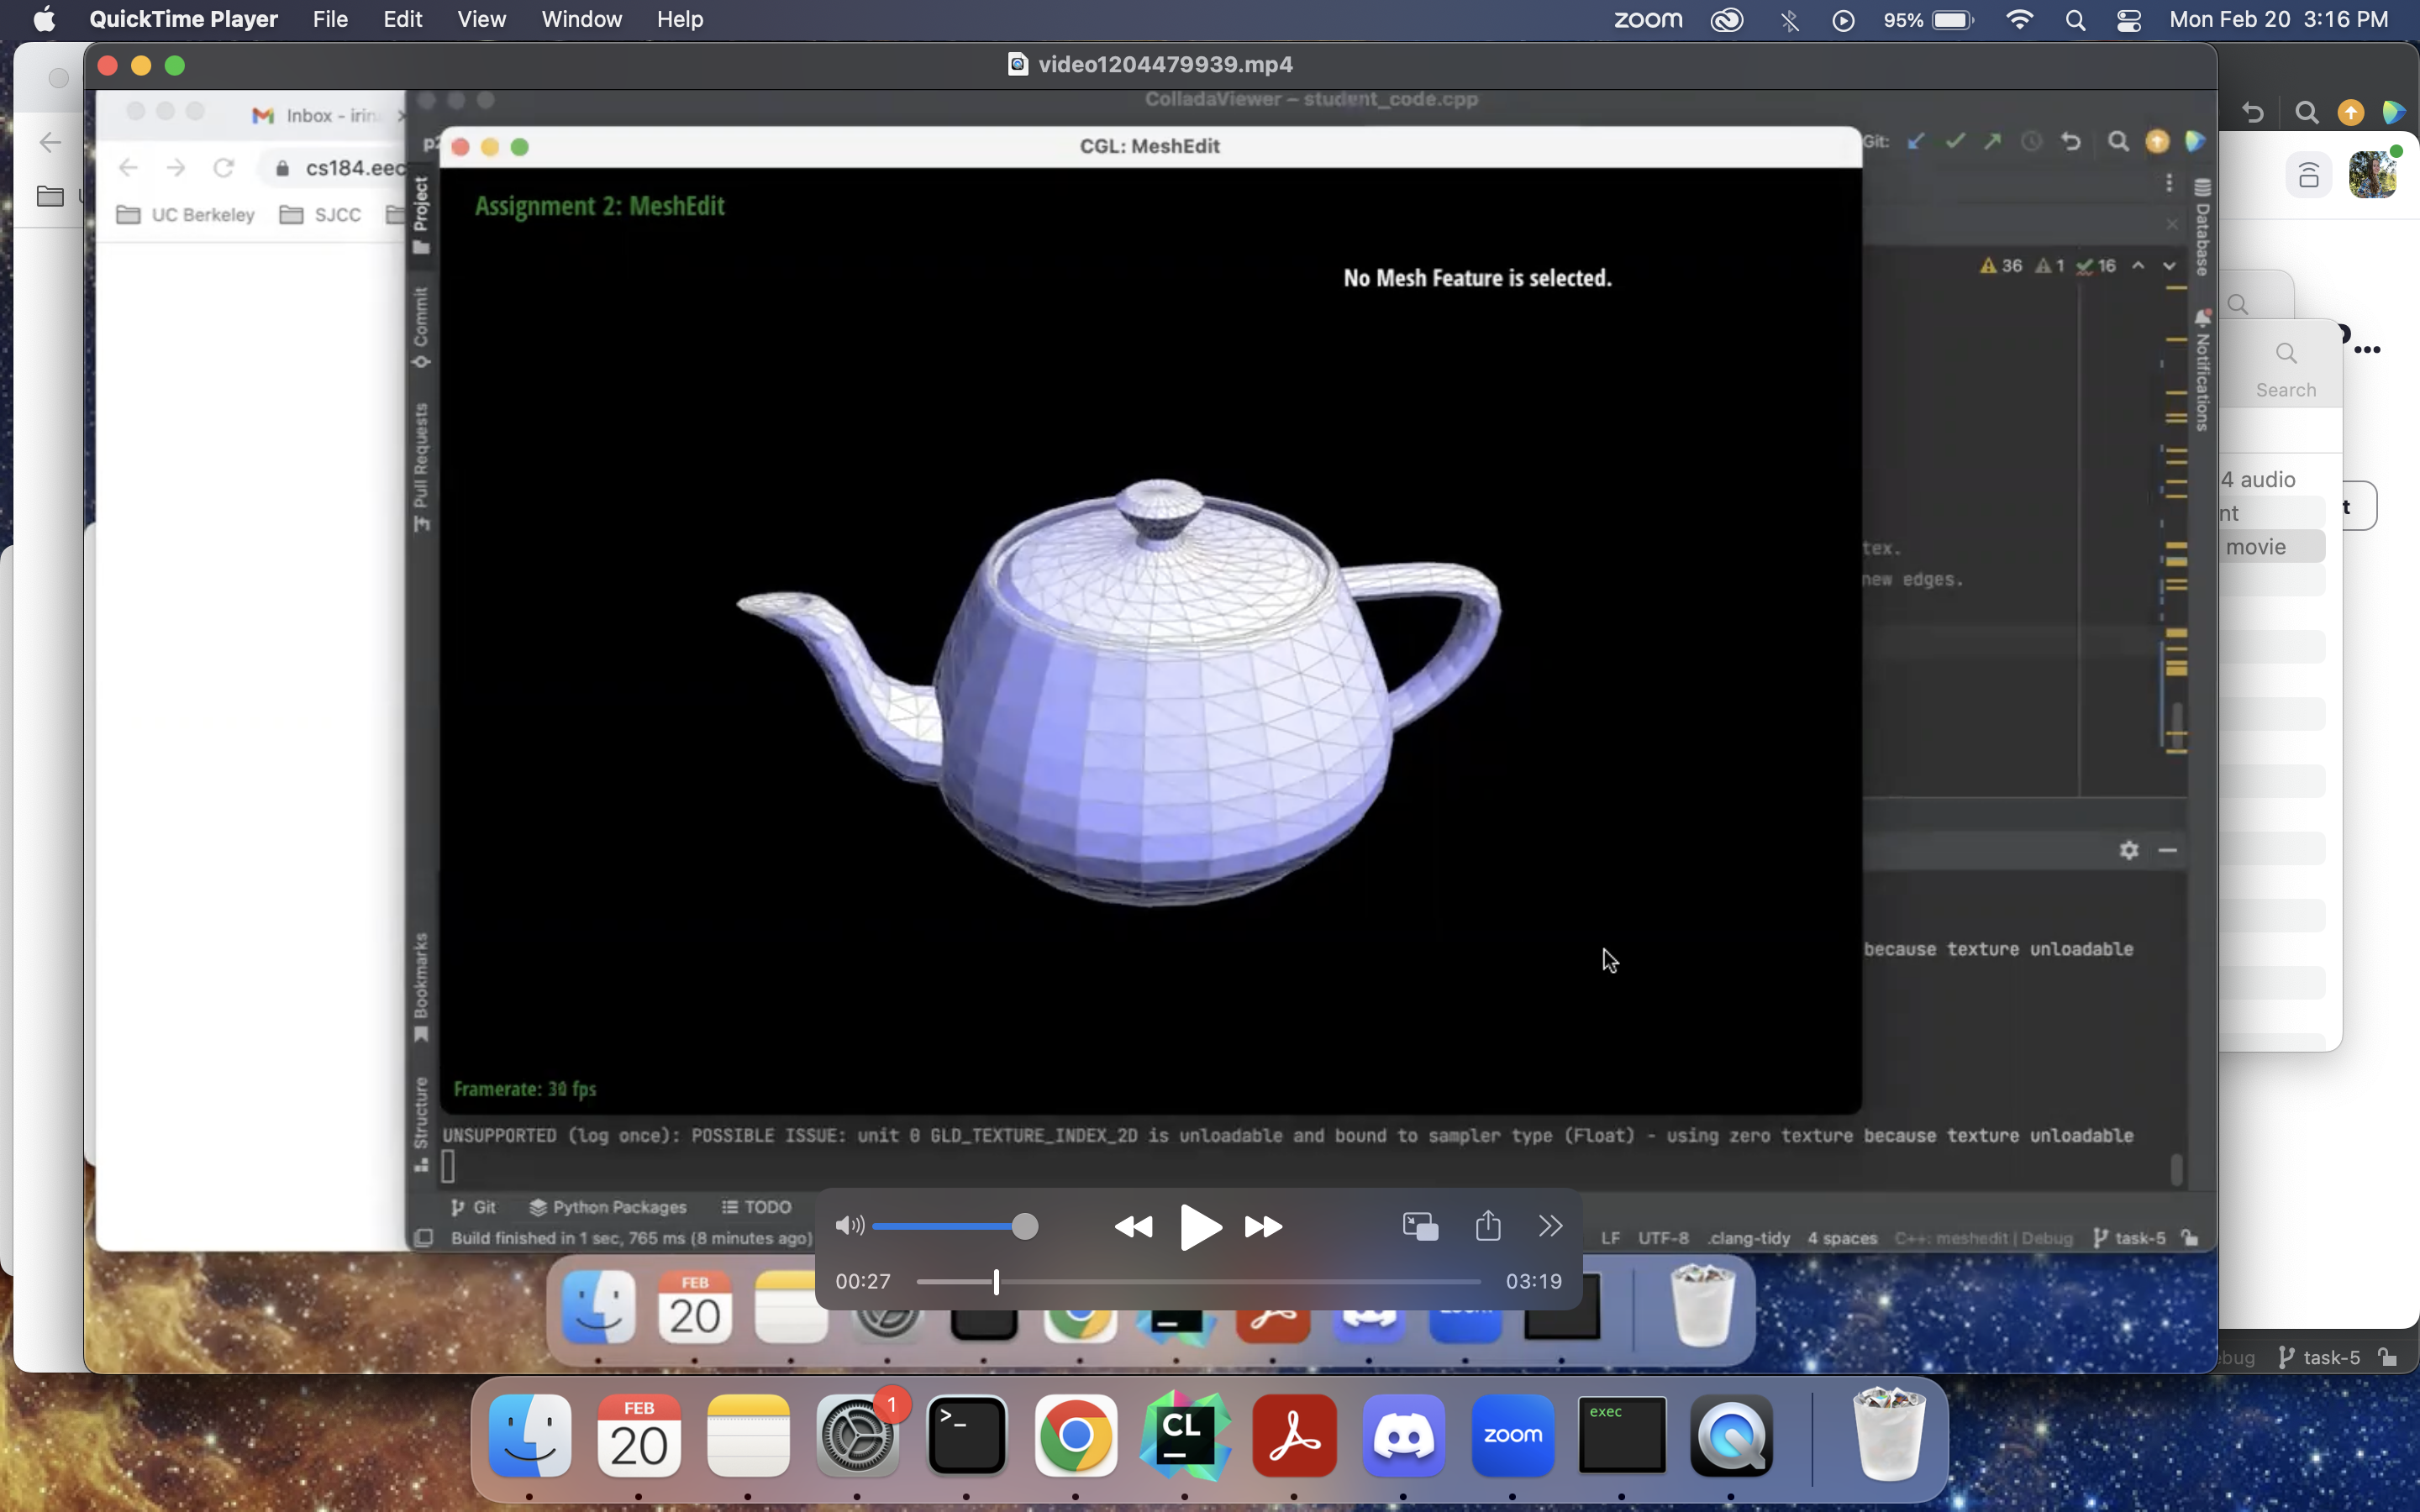 QuickTime Player File Edit View Window Help
zoom 95% Mon Feb 20 3:16 PM
video1204479939.mp4
Inbox - irin
ColladaViewer – student_code.cpp
CGL: MeshEdit
Git:
cs184.eec
UC Berkeley SJCC
Project
Commit
Pull Requests
Bookmarks
Structure
Assignment 2: MeshEdit
No Mesh Feature is selected.
36 1 16
Database
Notifications
Search
4 audio
nt
t
movie
tex.
new edges.
because texture unloadable
Framerate: 30 fps
UNSUPPORTED (log once): POSSIBLE ISSUE: unit 0 GLD_TEXTURE_INDEX_2D is unloadable and bound to sampler type (Float) - using zero texture because texture unloadable
Git Python Packages TODO
Build finished in 1 sec, 765 ms (8 minutes ago)
LF UTF-8 .clang-tidy 4 spaces C++: meshedit | Debug task-5
00:27 03:19
FEB
20
zoom
ebug task-5
FEB
20
1
>_
CL
zoom
exec